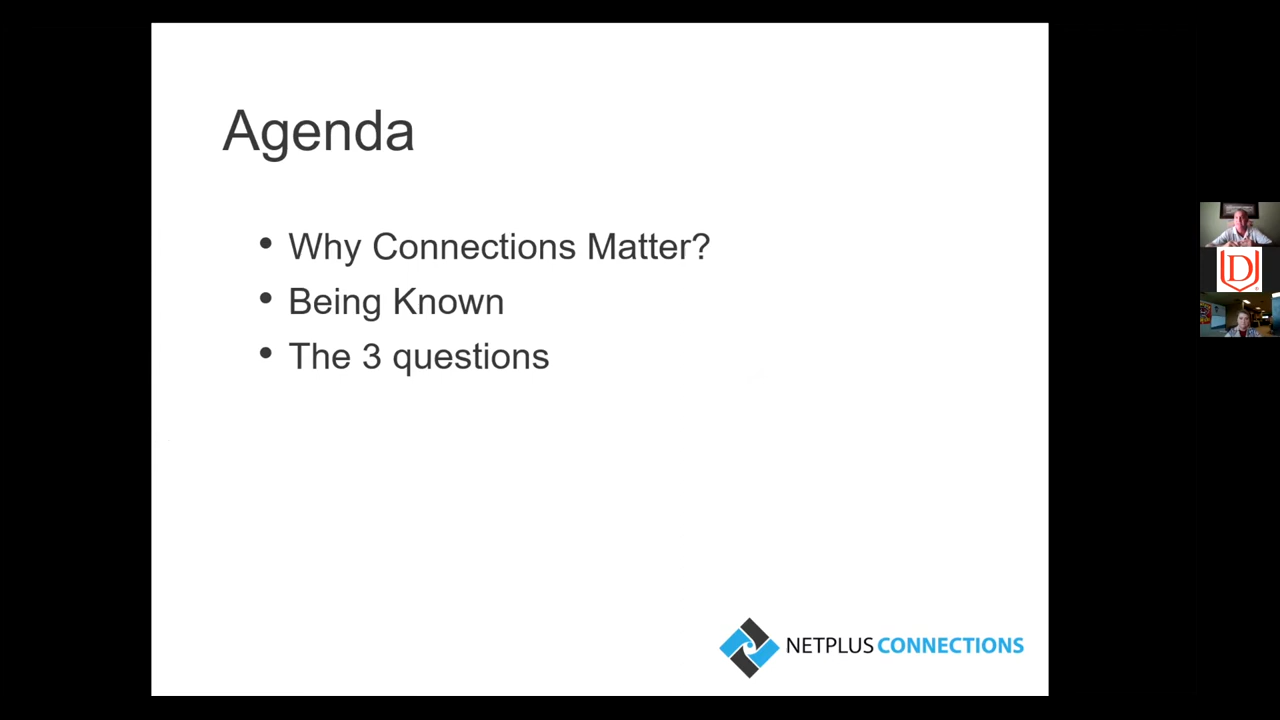 Agenda
• Why Connections Matter?
• Being Known
• The 3 questions
D
NETPLUS CONNECTIONS